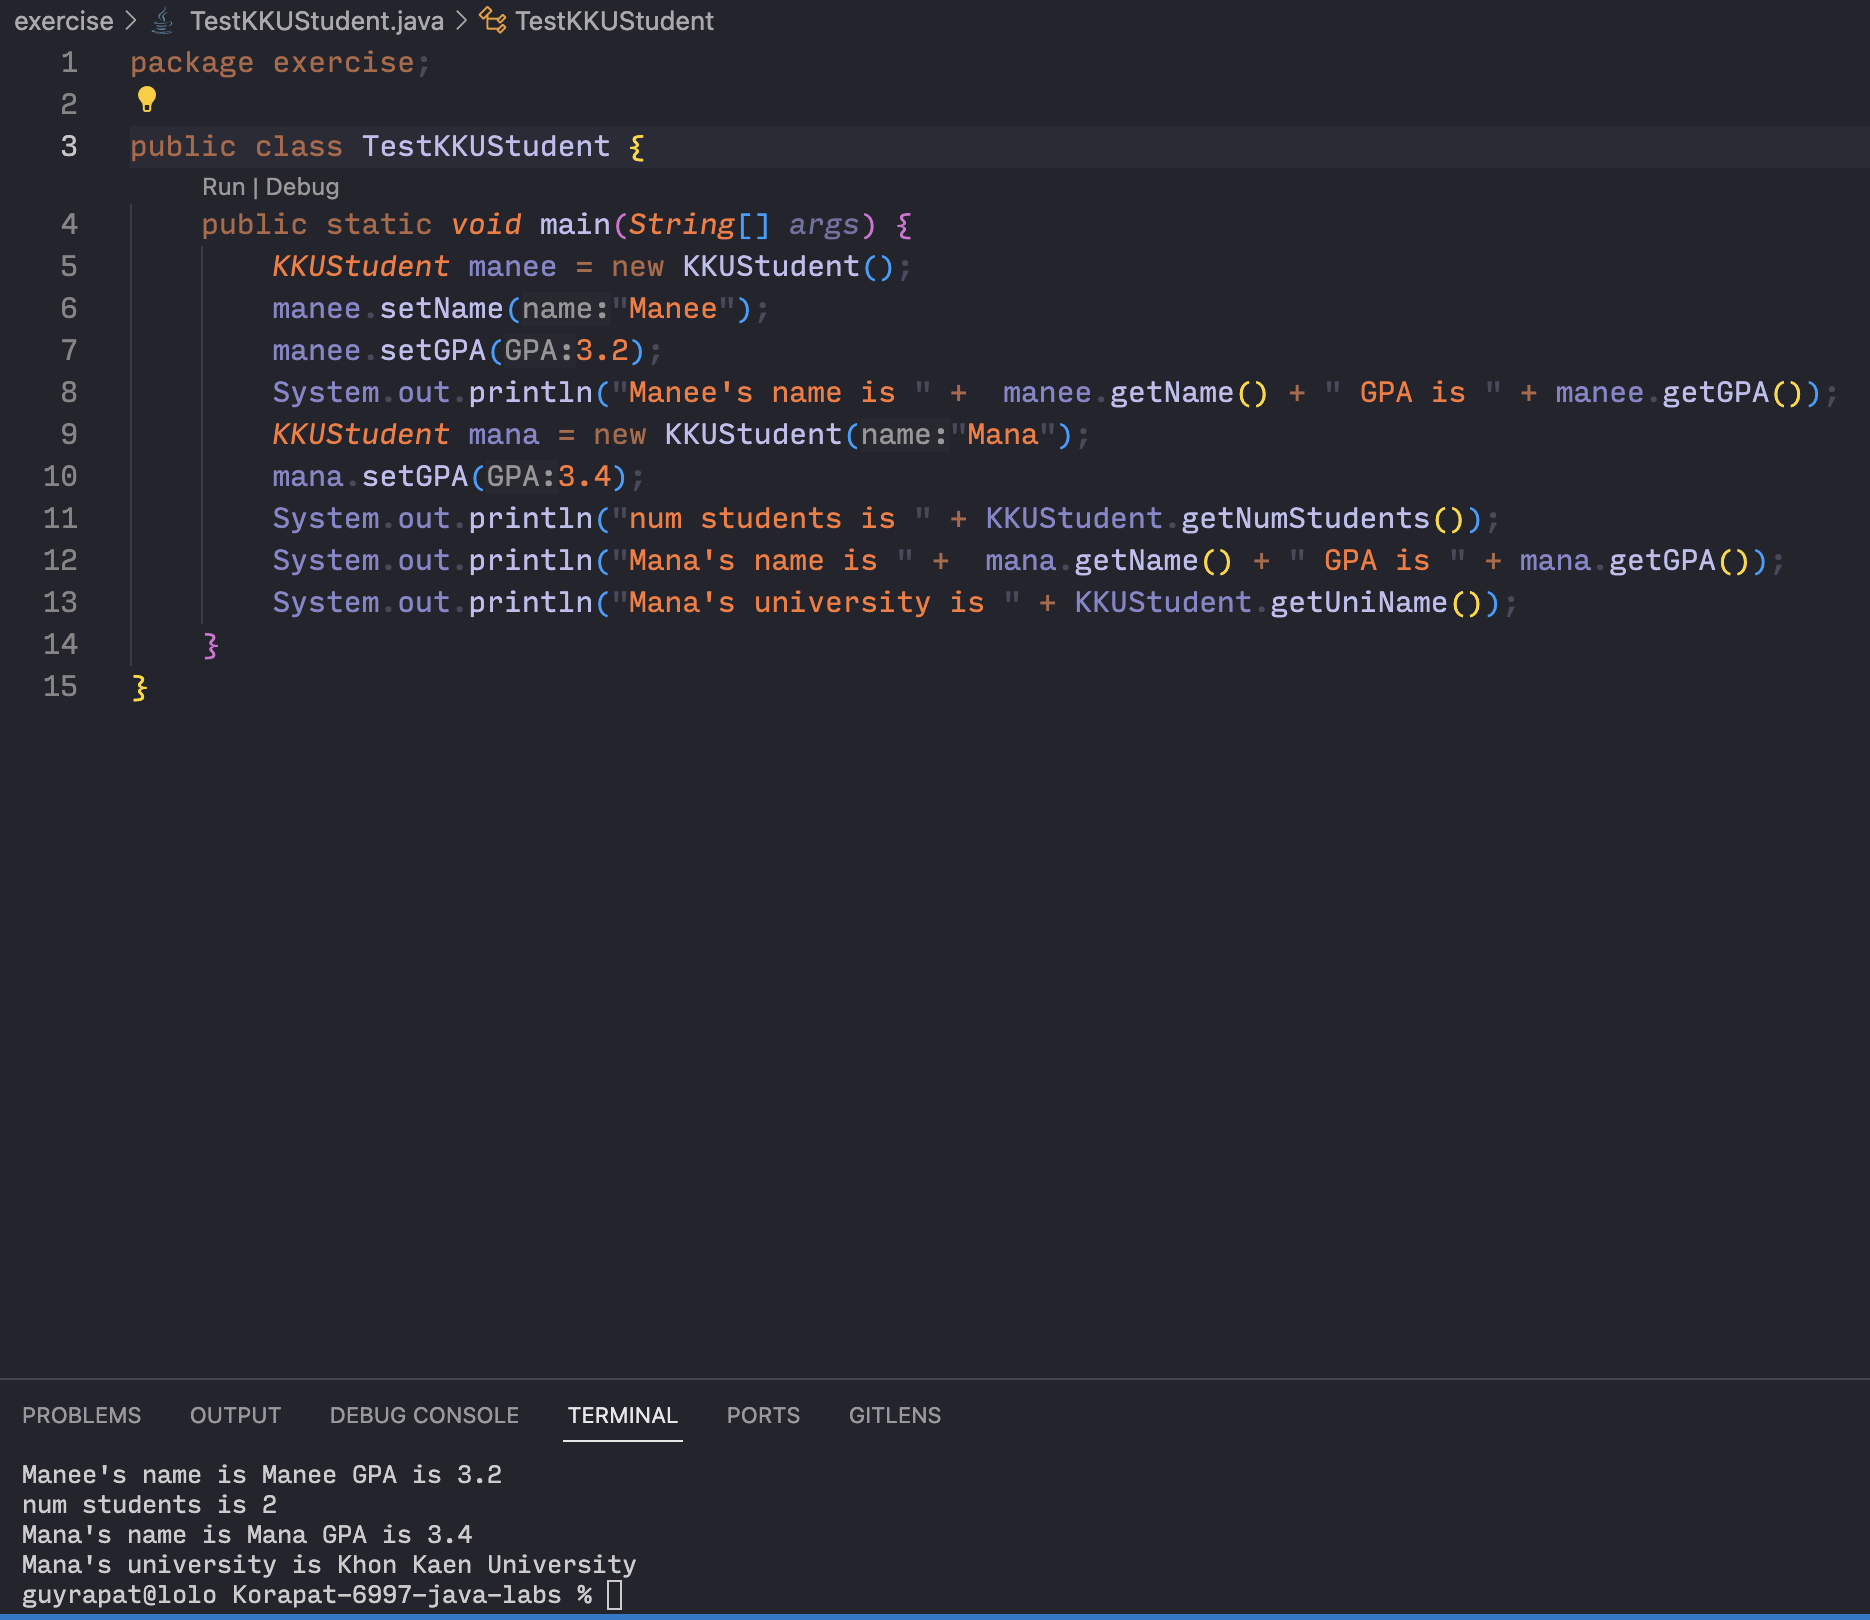 exercise > TestKKUStudent.java > TestKKUStudent
1 package exercise;
2
3 public class TestKKUStudent {
Run | Debug
4 public static void main(String[] args) {
5 KKUStudent manee = new KKUStudent();
6 manee.setName(name:"Manee");
7 manee.setGPA(GPA:3.2);
8 System.out.println("Manee's name is " +  manee.getName() + " GPA is " + manee.getGPA());
9 KKUStudent mana = new KKUStudent(name:"Mana");
10 mana.setGPA(GPA:3.4);
11 System.out.println("num students is " + KKUStudent.getNumStudents());
12 System.out.println("Mana's name is " +  mana.getName() + " GPA is " + mana.getGPA());
13 System.out.println("Mana's university is " + KKUStudent.getUniName());
14 }
15 }
PROBLEMS OUTPUT DEBUG CONSOLE TERMINAL PORTS GITLENS
Manee's name is Manee GPA is 3.2
num students is 2
Mana's name is Mana GPA is 3.4
Mana's university is Khon Kaen University
guyrapat@lolo Korapat-6997-java-labs %